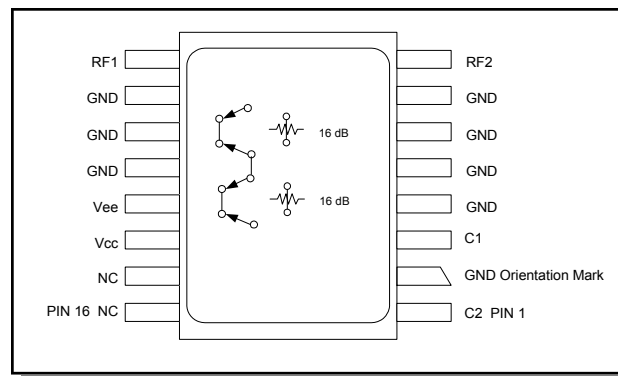 RF1
RF2
GND
GND
GND
16 dB
GND
GND
GND
Vee
16 dB
GND
Vcc
C1
NC
GND Orientation Mark
PIN 16 NC
C2 PIN 1